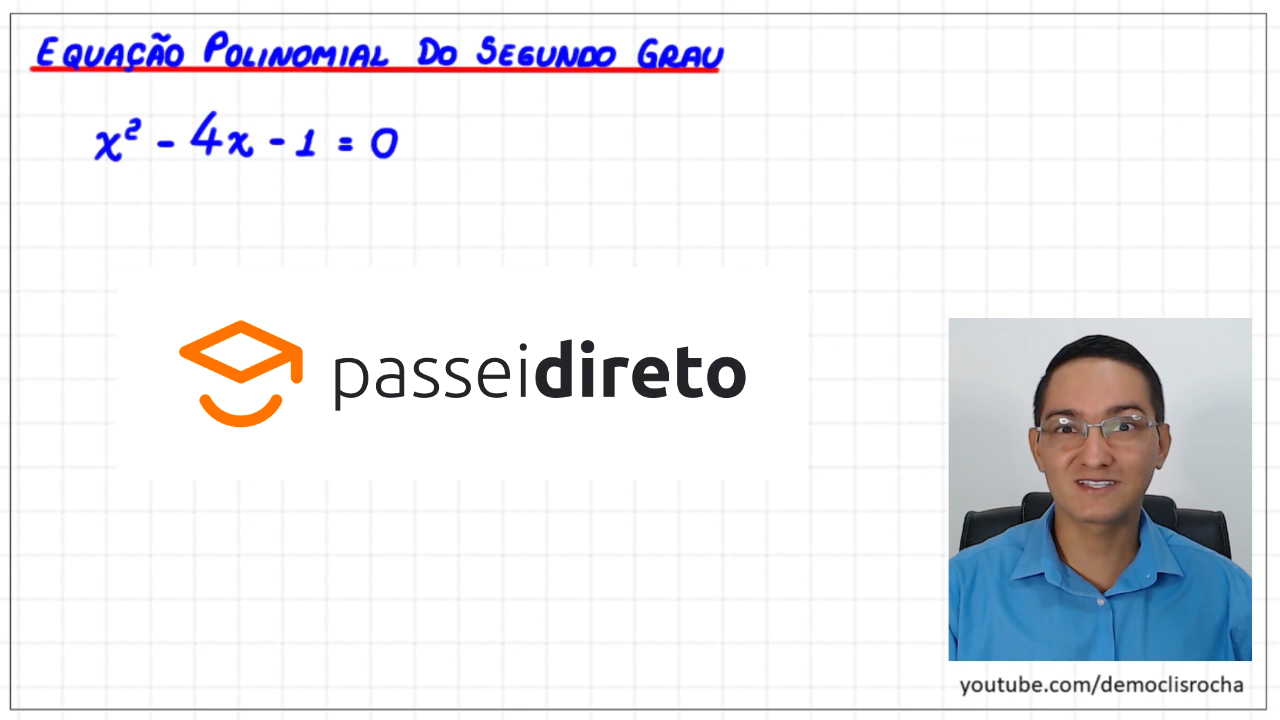 EQUAÇÃO POLINOMIAL DO SEGUNDO GRAU
x² - 4x - 1 = 0
passeidireto
youtube.com/democlisrocha